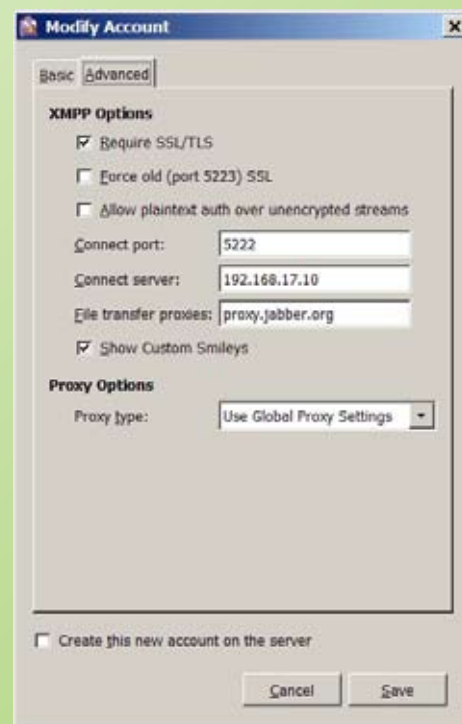 Modify Account
Basic Advanced
XMPP Options
Require SSL/TLS
Force old (port 5223) SSL
Allow plaintext auth over unencrypted streams
Connect port: 5222
Connect server: 192.168.17.10
File transfer proxies: proxy.jabber.org
Show Custom Smileys
Proxy Options
Proxy type: Use Global Proxy Settings
Create this new account on the server
Cancel Save